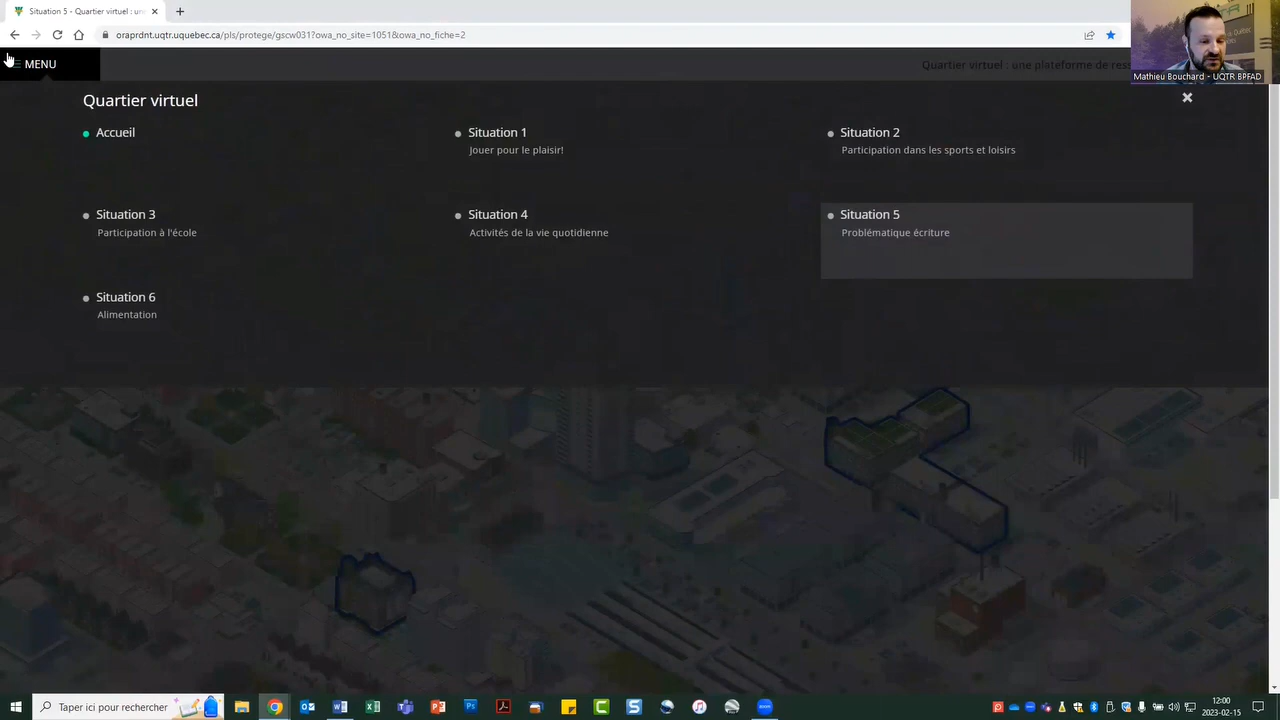 Situation 5 - Quartier virtuel : une
oraprdnt.uqtr.uquebec.ca/pls/protege/gscw031?owa_no_site=1051&owa_no_fiche=2
MENU
Quartier virtuel : une plateforme de
Mathieu Bouchard - UQTR BPFAD
Quartier virtuel
Accueil
Situation 1
Jouer pour le plaisir!
Situation 2
Participation dans les sports et loisirs
Situation 3
Participation à l'école
Situation 4
Activités de la vie quotidienne
Situation 5
Problématique écriture
Situation 6
Alimentation
Taper ici pour rechercher
12:00
2023-02-15